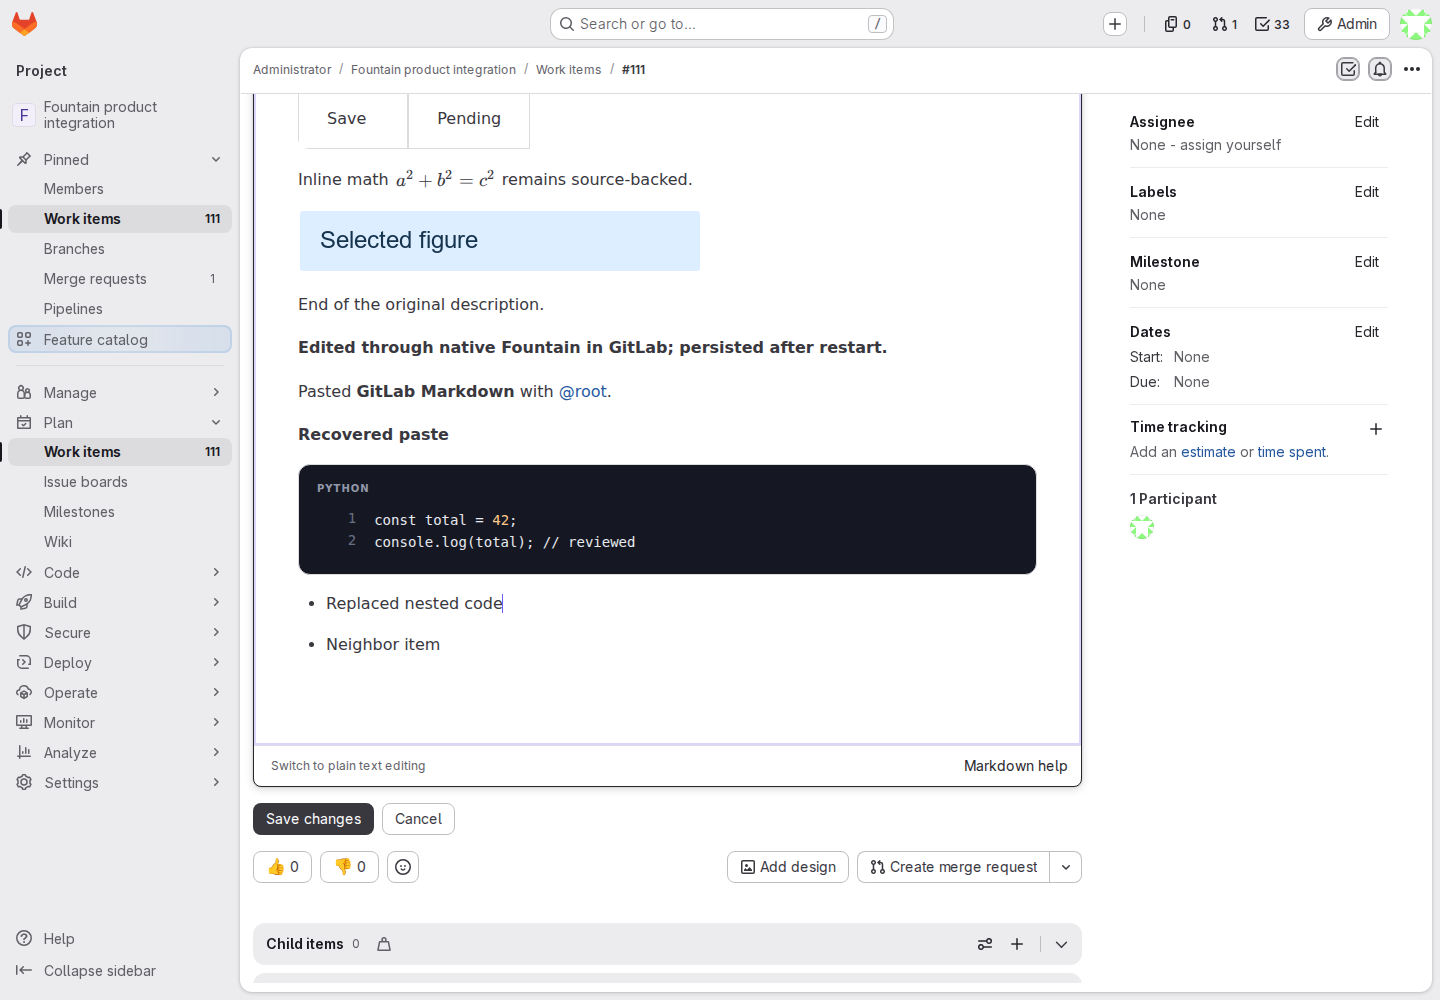 Search or go to...
/
0
1
33
Admin
Project
F
Fountain product integration
Pinned
Members
Work items
111
Branches
Merge requests
1
Pipelines
Feature catalog
Manage
Plan
Work items
111
Issue boards
Milestones
Wiki
Code
Build
Secure
Deploy
Operate
Monitor
Analyze
Settings
Help
Collapse sidebar
Administrator / Fountain product integration / Work items / #111
Save
Pending
Inline math a² + b² = c² remains source-backed.
Selected figure
End of the original description.
Edited through native Fountain in GitLab; persisted after restart.
Pasted GitLab Markdown with @root.
Recovered paste
PYTHON
1 const total = 42;
2 console.log(total); // reviewed
• Replaced nested code
• Neighbor item
Switch to plain text editing
Markdown help
Save changes
Cancel
👍 0
👎 0
Add design
Create merge request
Child items 0
Assignee
Edit
None - assign yourself
Labels
Edit
None
Milestone
Edit
None
Dates
Edit
Start: None
Due: None
Time tracking
Add an estimate or time spent.
1 Participant